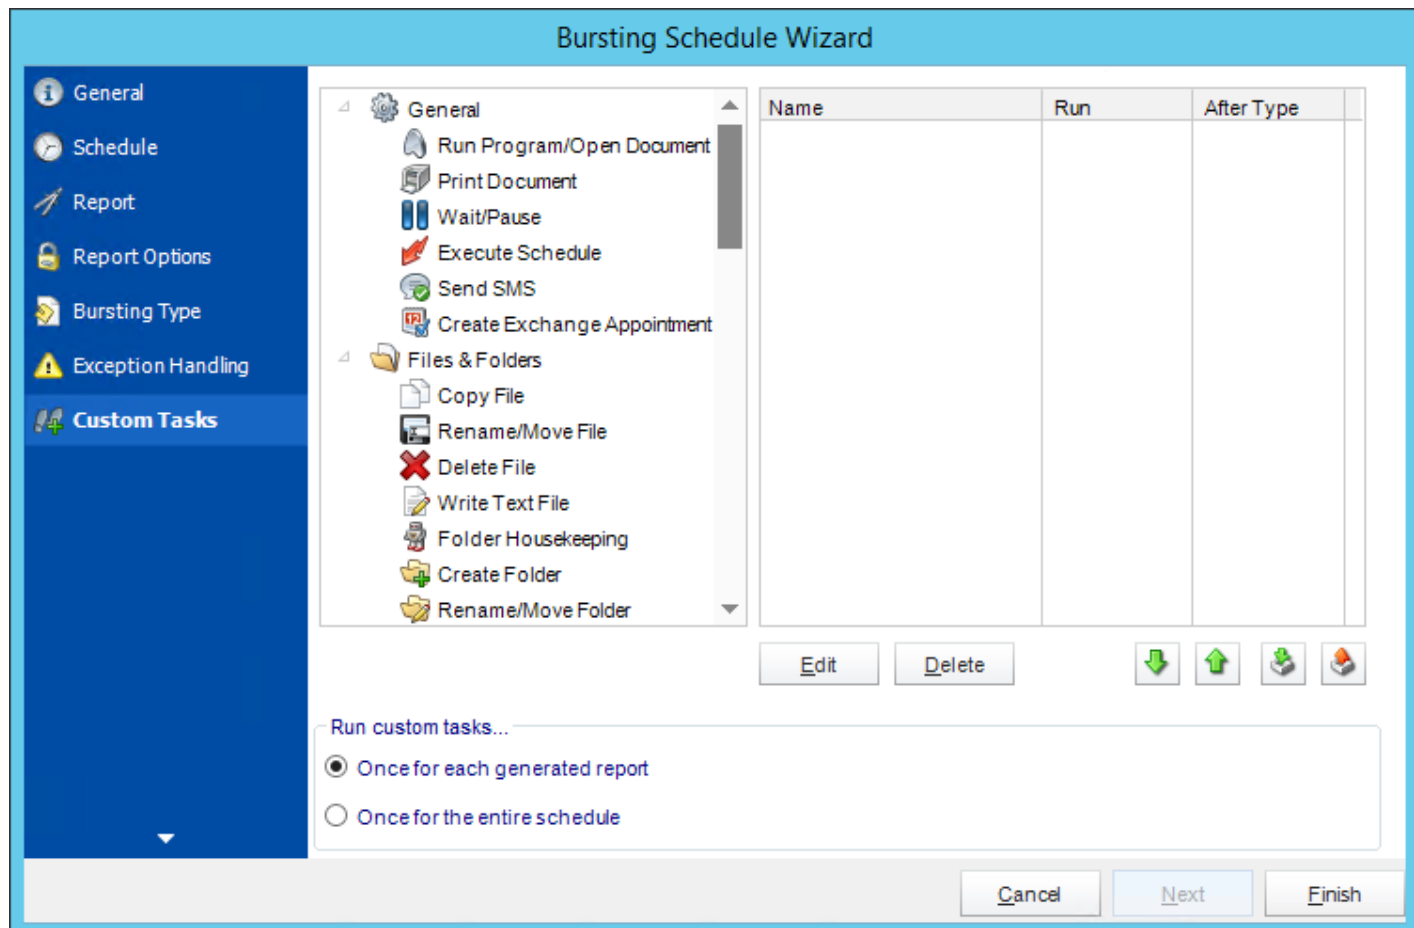 Bursting Schedule Wizard
General
Schedule
Report
Report Options
Bursting Type
Exception Handling
Custom Tasks
General
Run Program/Open Document
Print Document
Wait/Pause
Execute Schedule
Send SMS
Create Exchange Appointment
Files & Folders
Copy File
Rename/Move File
Delete File
Write Text File
Folder Housekeeping
Create Folder
Rename/Move Folder
Name Run After Type
Edit Delete
Run custom tasks...
Once for each generated report
Once for the entire schedule
Cancel Next Finish